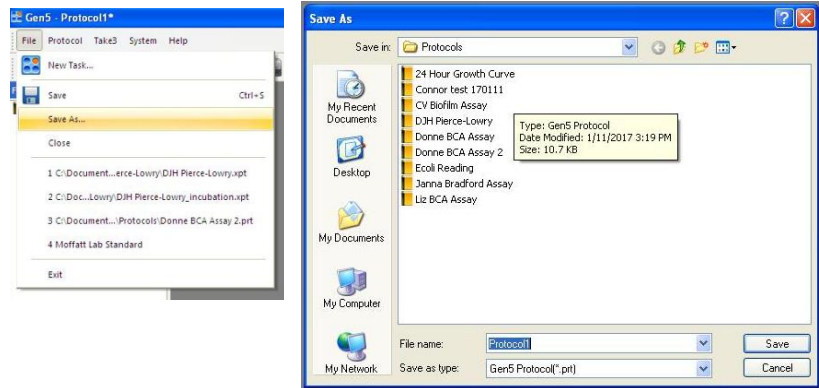 Gen5 - Protocol1*
File Protocol Take3 System Help
New Task...
Save Ctrl+S
Save As...
Close
1 C:\Document...erce-Lowry\DJH Pierce-Lowry.xpt
2 C:\Doc...Lowry\DJH Pierce-Lowry_incubation.xpt
3 C:\Document...\Protocols\Donne BCA Assay 2.prt
4 Moffatt Lab Standard
Exit
Save As
Save in: Protocols
My Recent Documents
Desktop
My Documents
My Computer
My Network
24 Hour Growth Curve
Connor test 170111
CV Biofilm Assay
DJH Pierce-Lowry
Donne BCA Assay
Donne BCA Assay 2
Ecoli Reading
Janna Bradford Assay
Liz BCA Assay
Type: Gen5 Protocol
Date Modified: 1/11/2017 3:19 PM
Size: 10.7 KB
File name: Protocol1 Save
Save as type: Gen5 Protocol(*.prt) Cancel